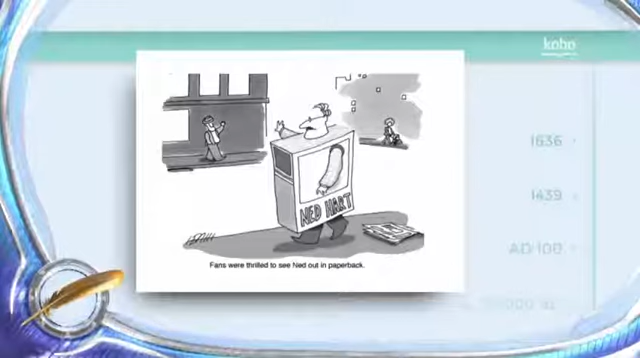 kobo
1636
1439
AD 100
NED HART
Fans were thrilled to see Ned out in paperback.